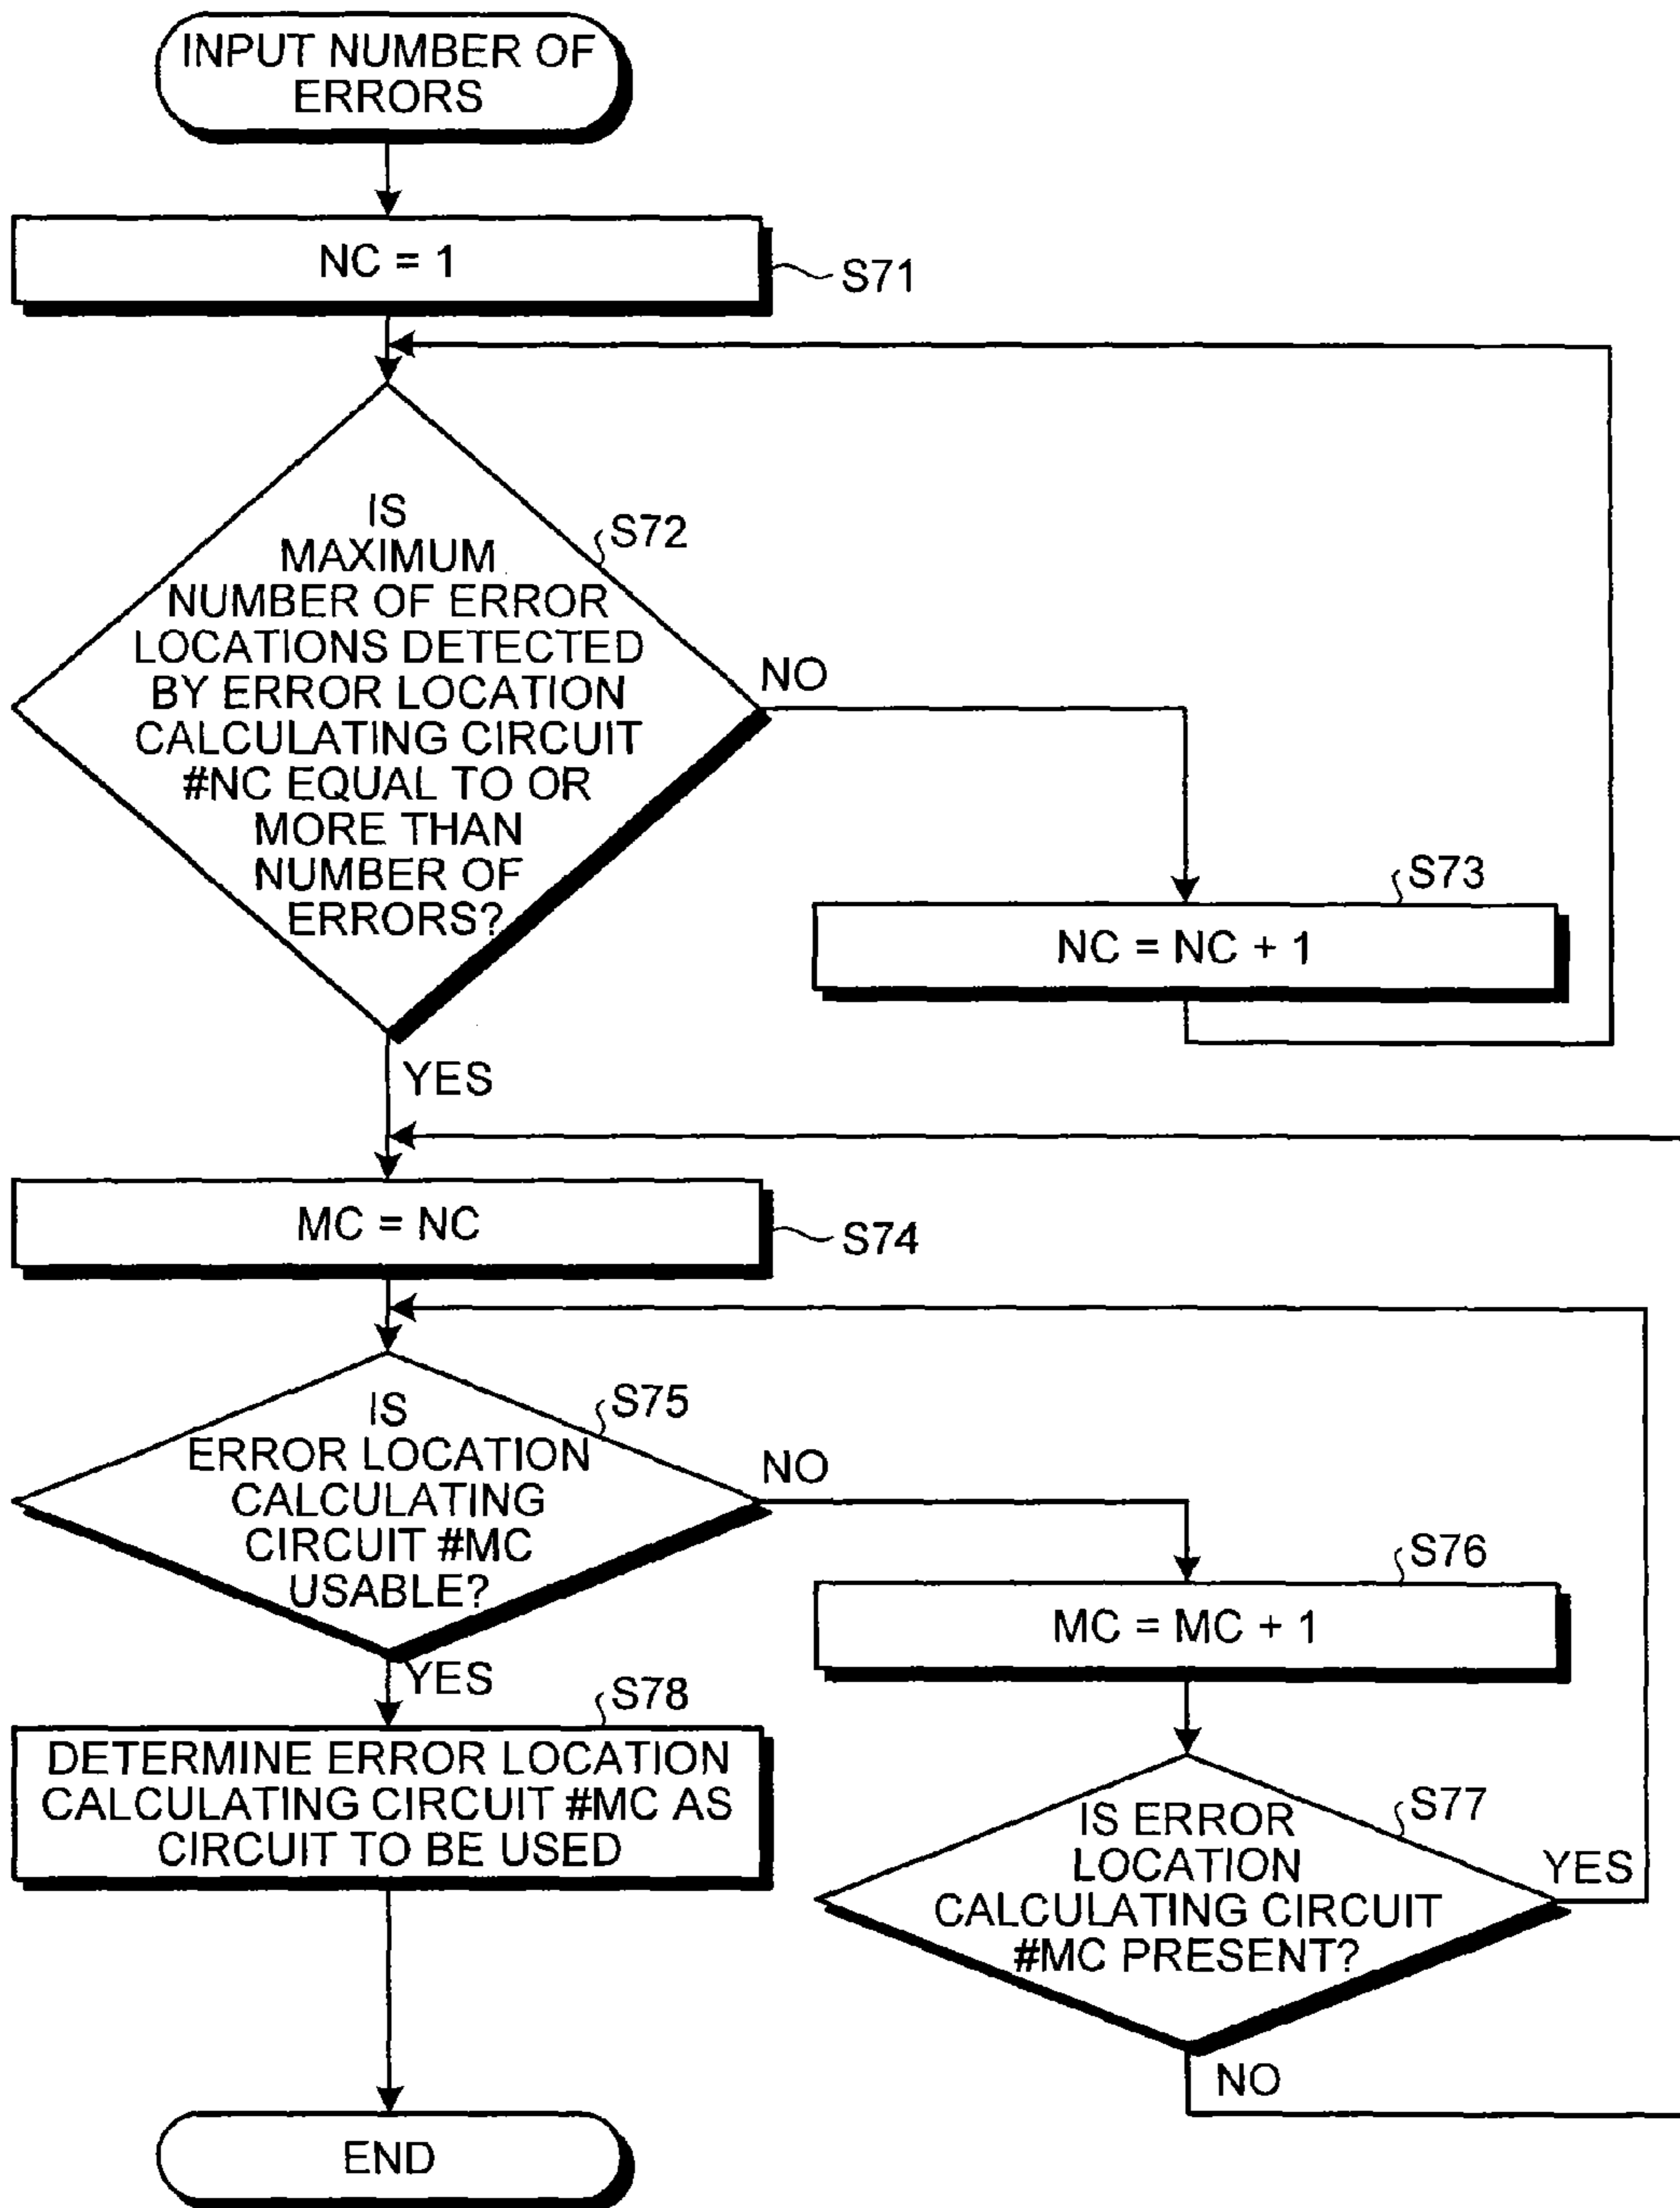 INPUT NUMBER OF
ERRORS
NC = 1
S71
IS
MAXIMUM
NUMBER OF ERROR
LOCATIONS DETECTED
BY ERROR LOCATION
CALCULATING CIRCUIT
#NC EQUAL TO OR
MORE THAN
NUMBER OF
ERRORS?
S72
NO
S73
NC = NC + 1
YES
MC = NC
S74
IS
ERROR LOCATION
CALCULATING
CIRCUIT #MC
USABLE?
S75
NO
S76
MC = MC + 1
YES
S78
DETERMINE ERROR LOCATION
CALCULATING CIRCUIT #MC AS
CIRCUIT TO BE USED
S77
IS ERROR
LOCATION
CALCULATING CIRCUIT
#MC PRESENT?
YES
NO
END